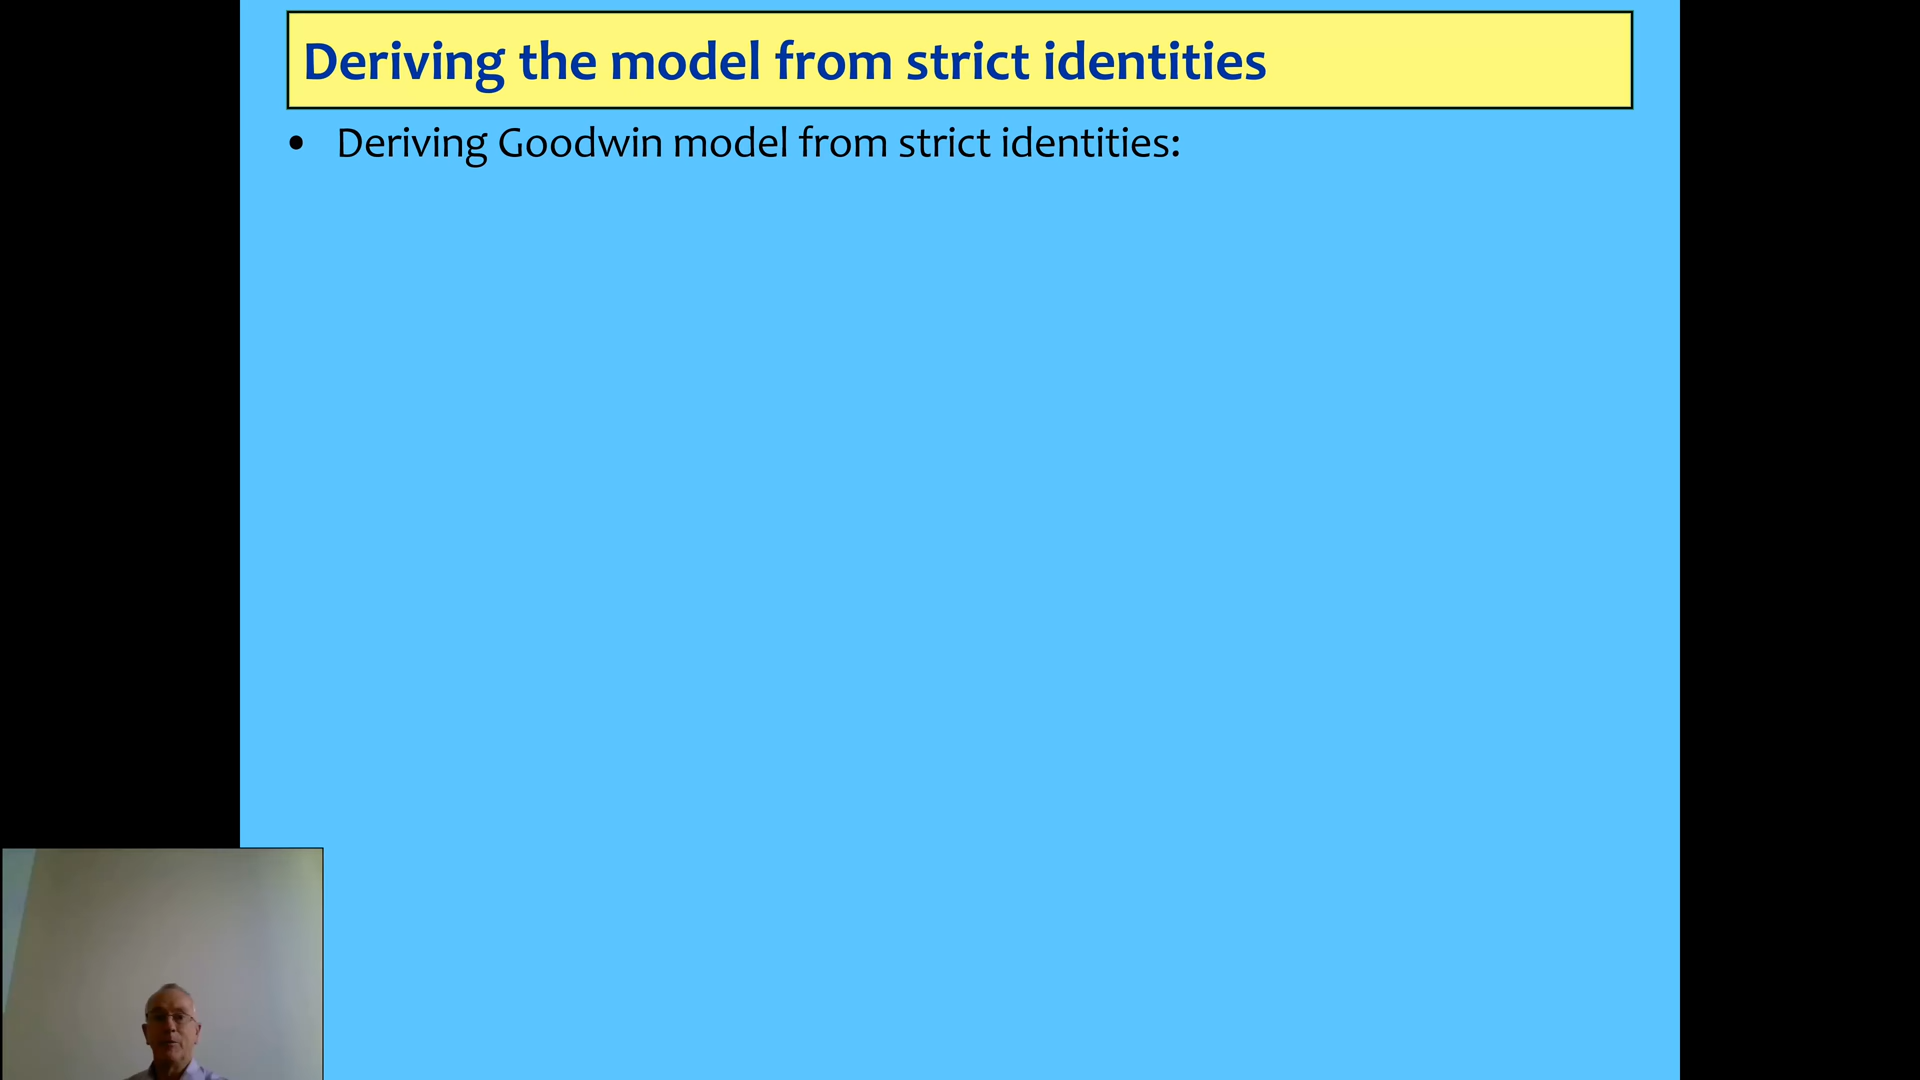 Deriving the model from strict identities
• Deriving Goodwin model from strict identities: